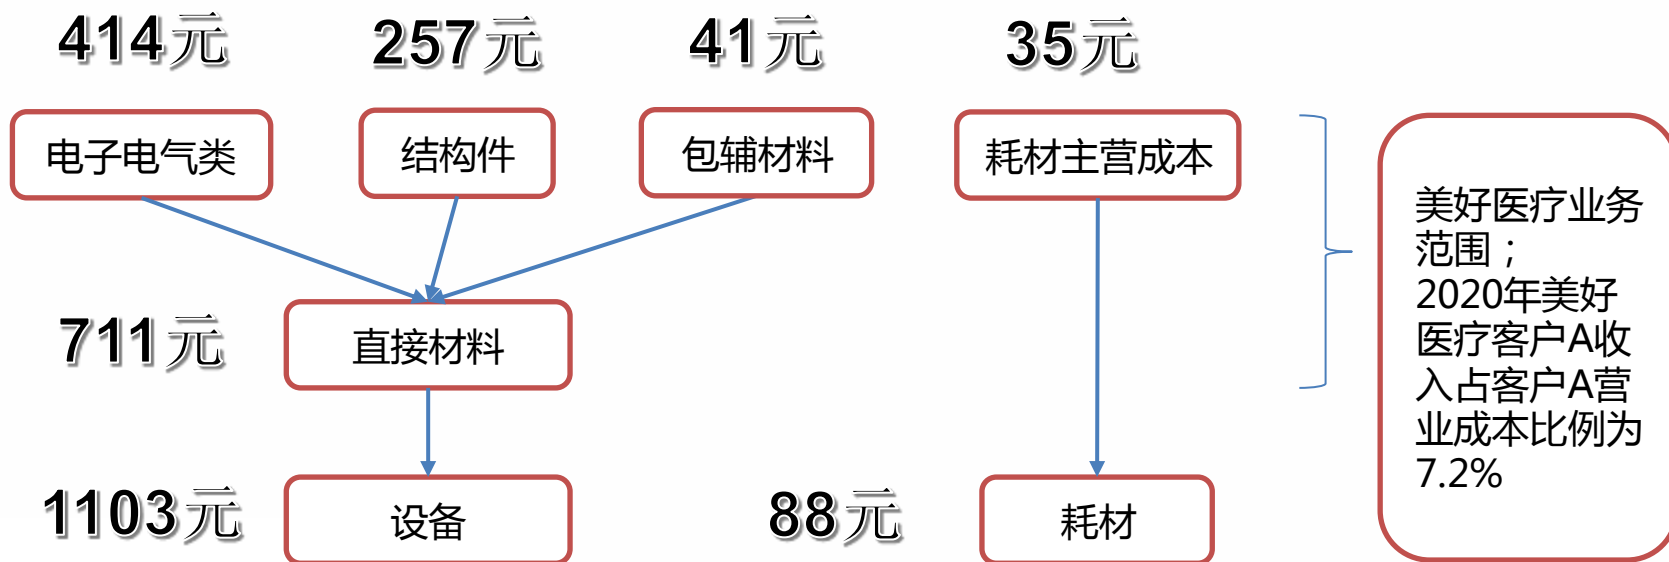 414元
257元
41元
35元
电子电气类
结构件
包辅材料
耗材主营成本
美好医疗业务
范围；
2020年美好
医疗客户A收
入占客户A营
业成本比例为
7.2%
711元
直接材料
1103元
设备
88元
耗材